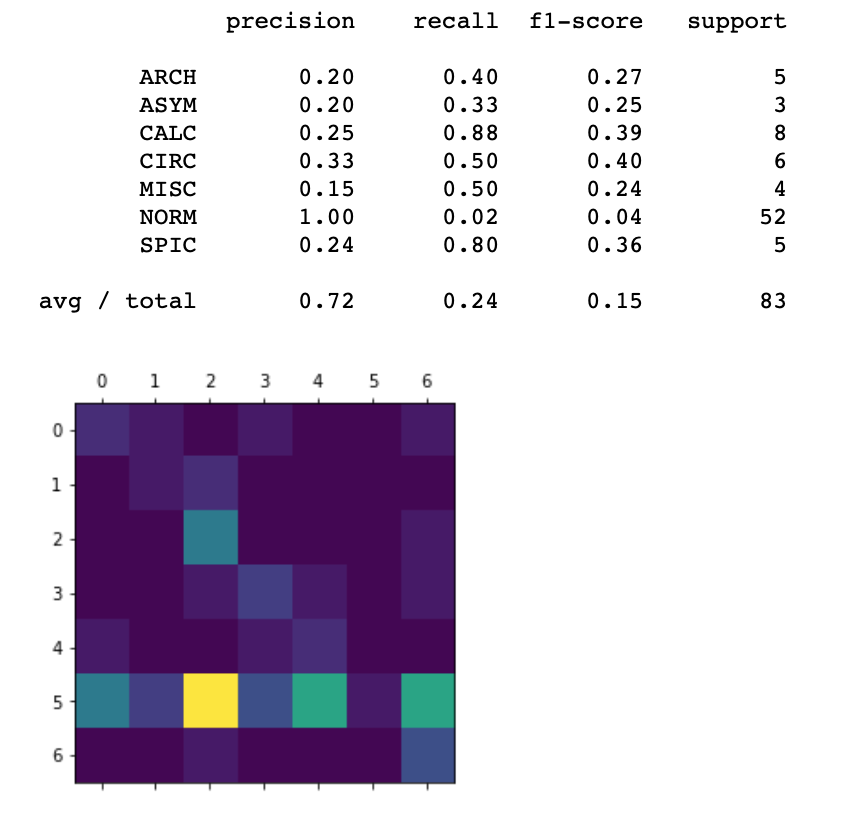 precision recall f1-score support
ARCH 0.20 0.40 0.27 5
ASYM 0.20 0.33 0.25 3
CALC 0.25 0.88 0.39 8
CIRC 0.33 0.50 0.40 6
MISC 0.15 0.50 0.24 4
NORM 1.00 0.02 0.04 52
SPIC 0.24 0.80 0.36 5
avg / total 0.72 0.24 0.15 83
0 1 2 3 4 5 6
0
1
2
3
4
5
6